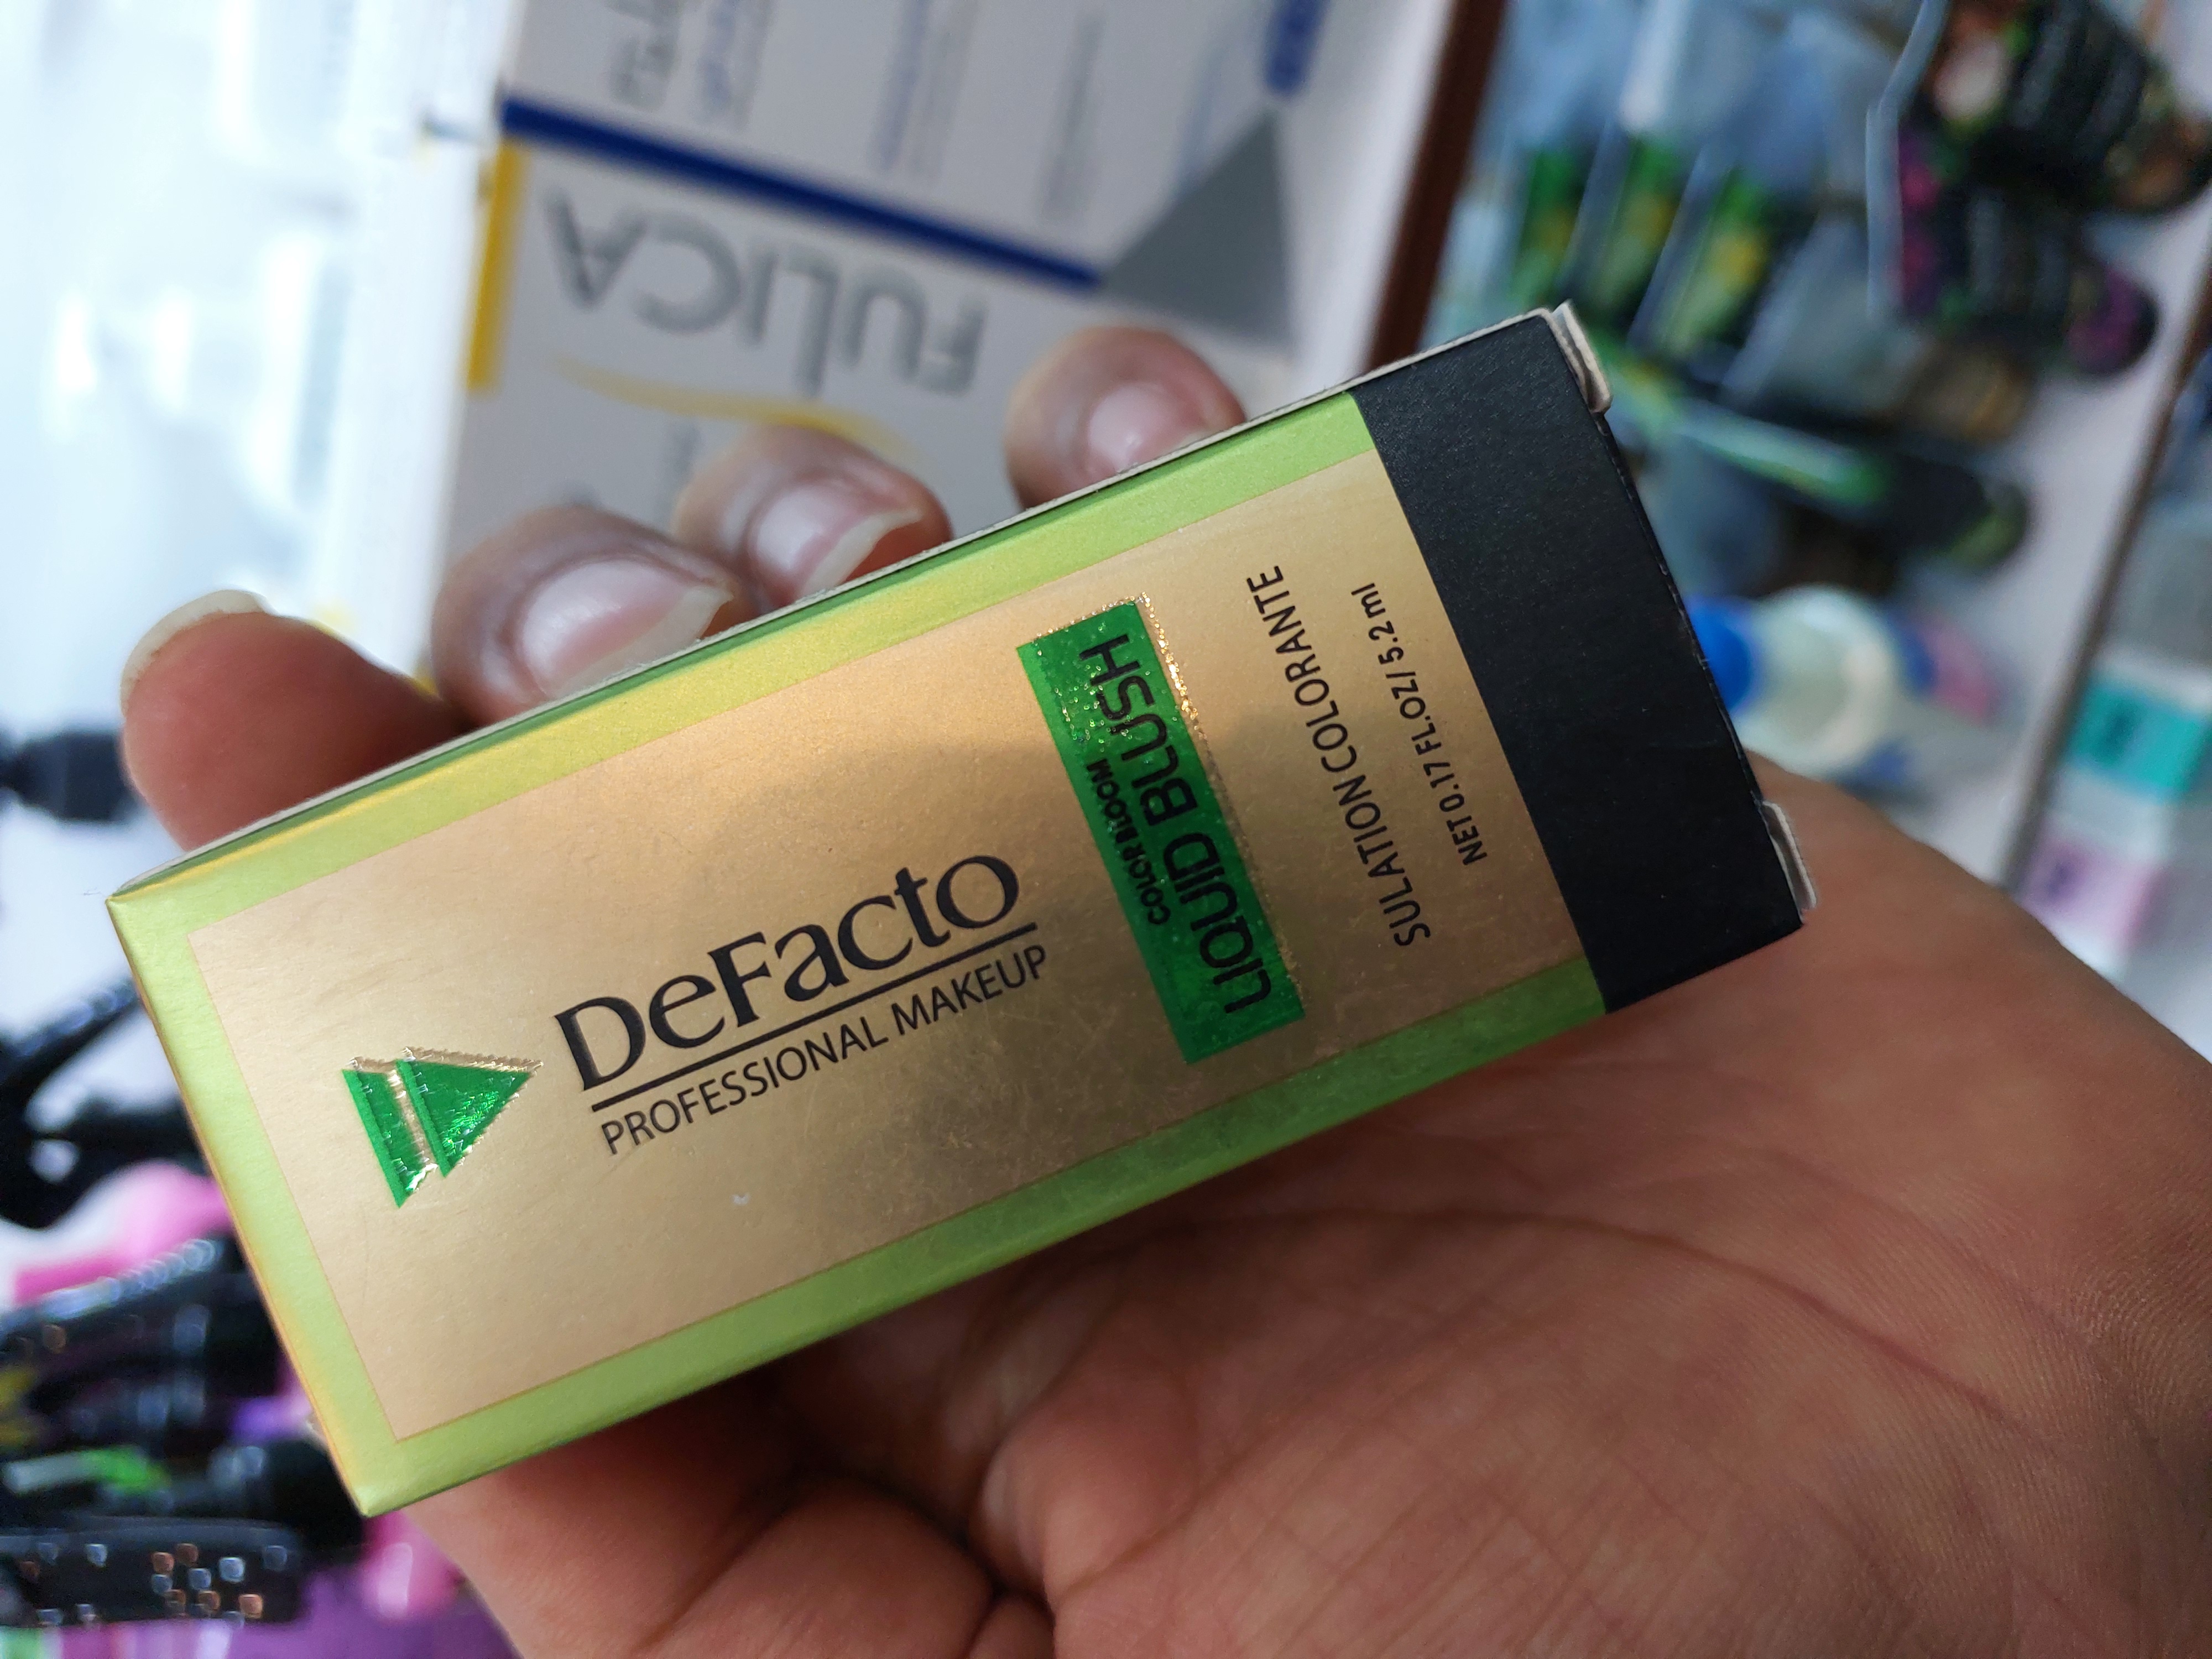 DeFacto
PROFESSIONAL MAKEUP
COLOR BLOOM
LIQUID BLUSH
SULATION COLORANTE
NET 0.17 FL.OZ/ 5.2 ml
FULICA